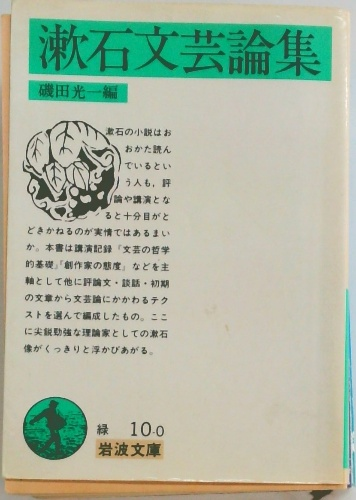 漱石文芸論集
磯田光一編
漱石の小説はお
おかた読ん
でいるとい
う人も，評
論や講演とな
ると十分目がと
どきかねるのが実情ではあるまい
か。本書は講演記録「文芸の哲学
的基礎」「創作家の態度」などを主
軸として他に評論文・談話・初期
の文章から文芸論にかかわるテク
ストを選んで編成したもの。ここ
に尖鋭勁強な理論家としての漱石
像がくっきりと浮かびあがる。
緑 10-0
岩波文庫